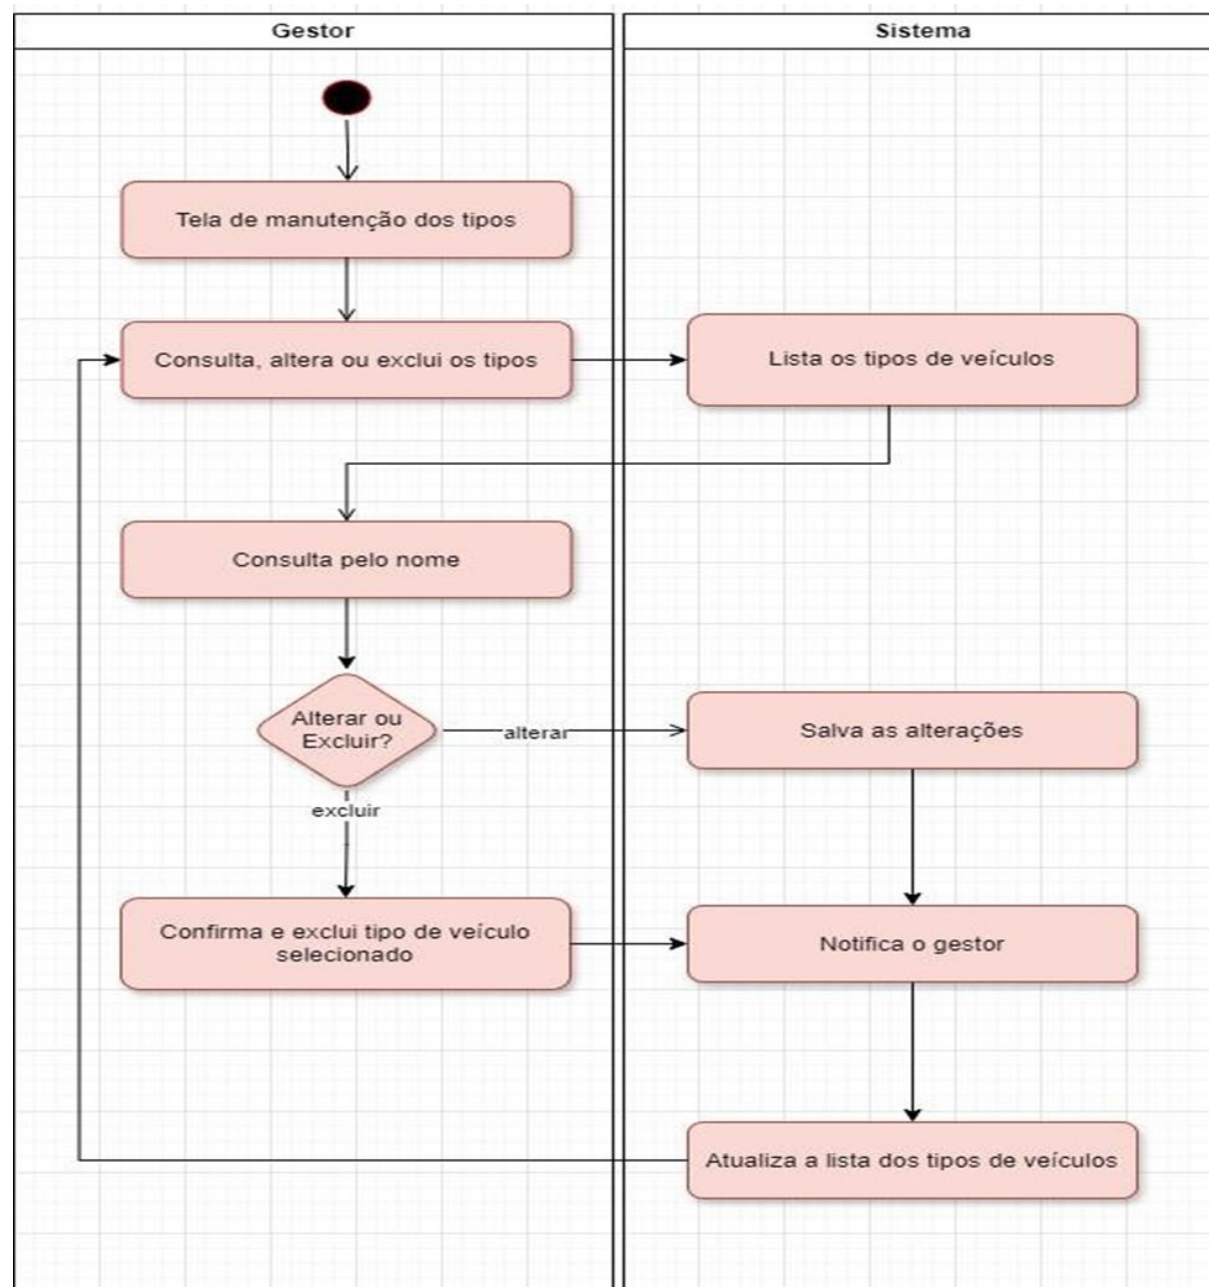 Gestor
Sistema
Tela de manutenção dos tipos
Consulta, altera ou exclui os tipos
Lista os tipos de veículos
Consulta pelo nome
Alterar ou
Excluir?
alterar
Salva as alterações
excluir
Confirma e exclui tipo de veículo
selecionado
Notifica o gestor
Atualiza a lista dos tipos de veículos